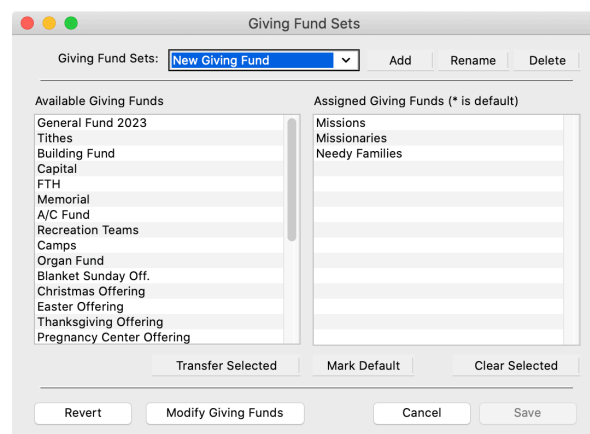 Giving Fund Sets
Giving Fund Sets: New Giving Fund Add Rename Delete
Available Giving Funds
General Fund 2023
Tithes
Building Fund
Capital
FTH
Memorial
A/C Fund
Recreation Teams
Camps
Organ Fund
Blanket Sunday Off.
Christmas Offering
Easter Offering
Thanksgiving Offering
Pregnancy Center Offering
Transfer Selected
Assigned Giving Funds (* is default)
Missions
Missionaries
Needy Families
Mark Default Clear Selected
Revert Modify Giving Funds Cancel Save